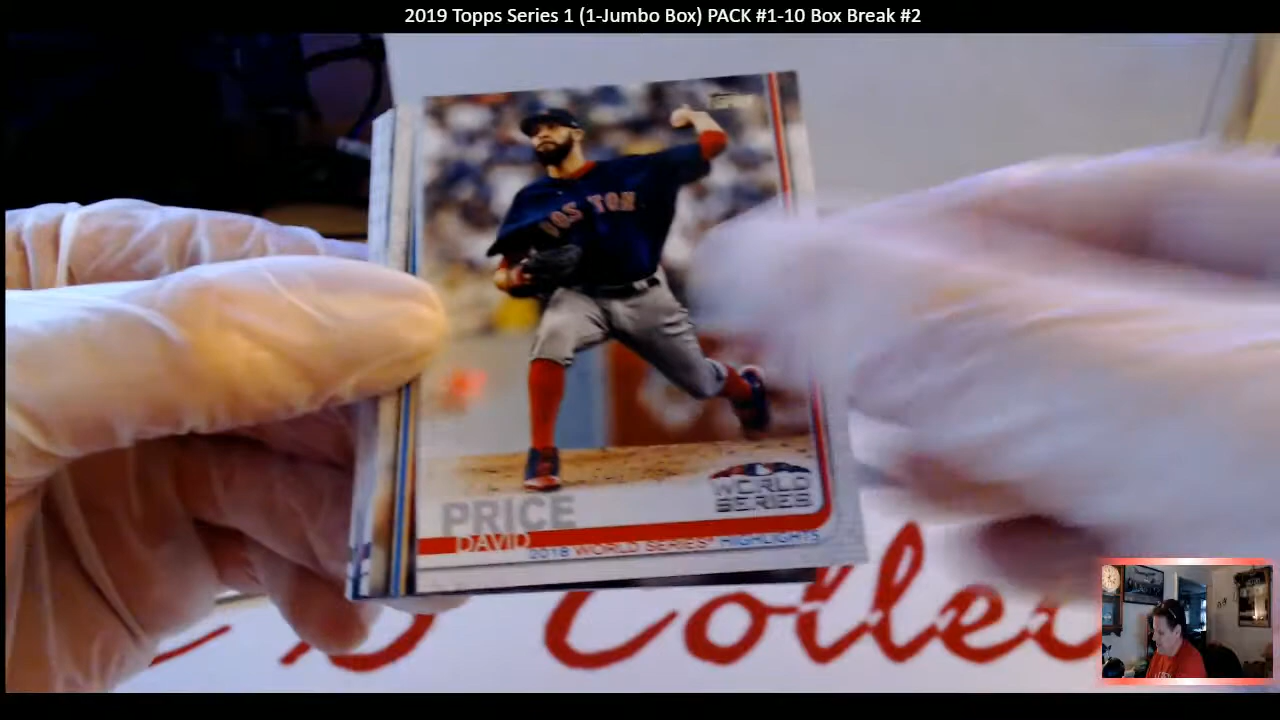 2019 Topps Series 1 (1-Jumbo Box) PACK #1-10 Box Break #2
Topps
BOSTON
WORLD
SERIES
PRICE
DAVID
2018 WORLD SERIES® HIGHLIGHTS